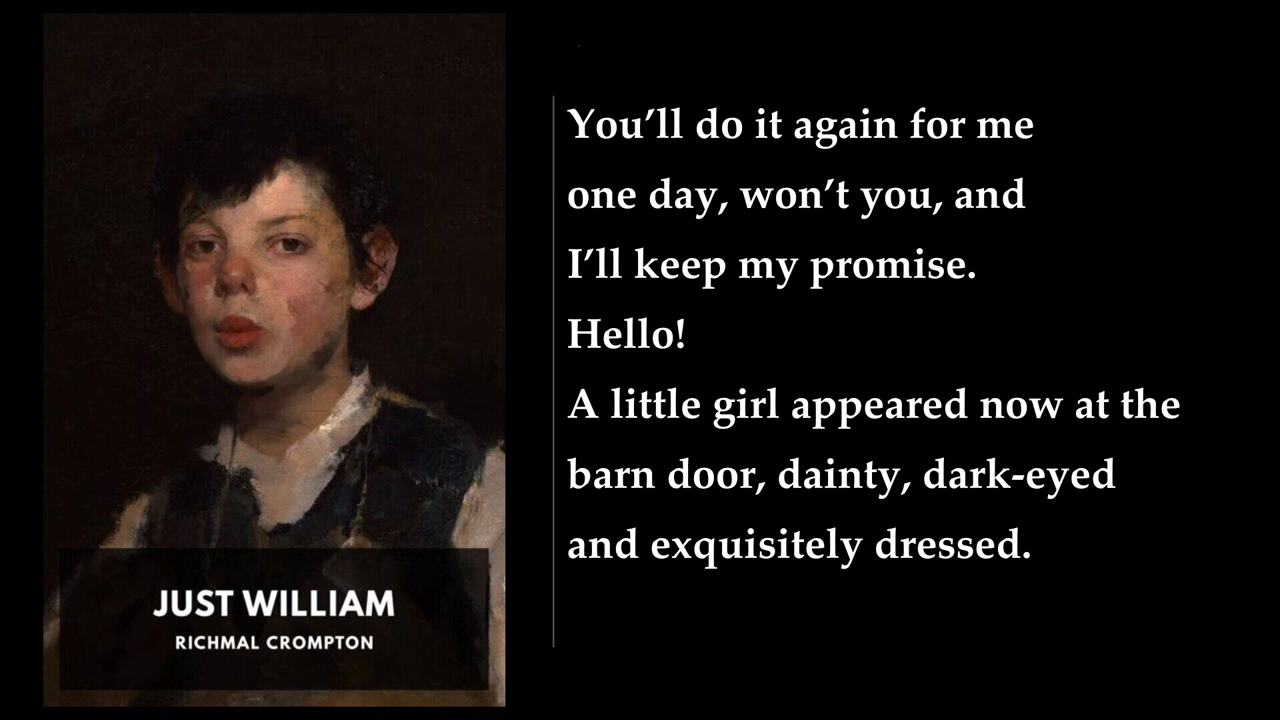 JUST WILLIAM
RICHMAL CROMPTON
You’ll do it again for me
one day, won’t you, and
I’ll keep my promise.
Hello!
A little girl appeared now at the
barn door, dainty, dark-eyed
and exquisitely dressed.